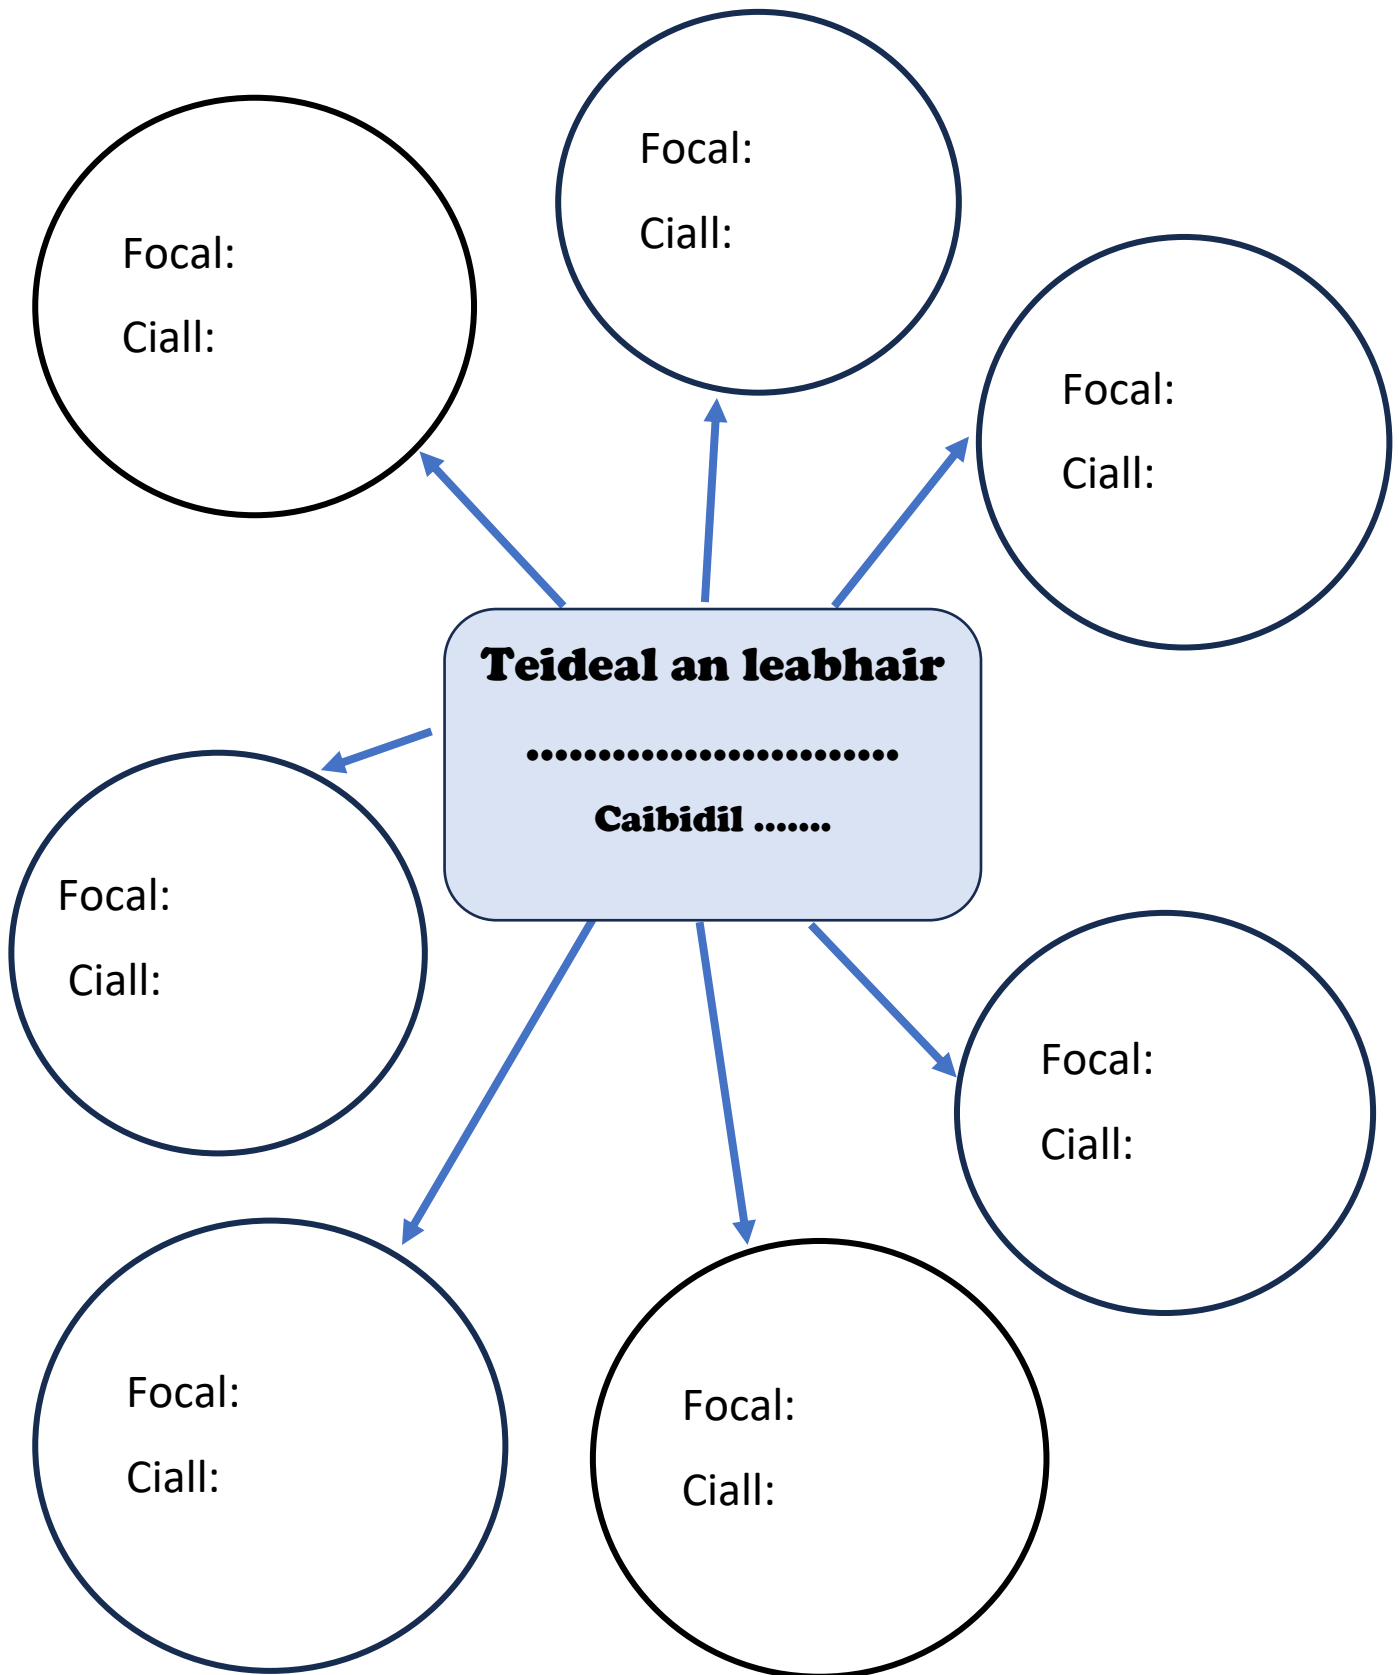 Focal:
Ciall:
Focal:
Ciall:
Focal:
Ciall:
Teideal an leabhair
..........................
Caibidil .......
Focal:
Ciall:
Focal:
Ciall:
Focal:
Ciall:
Focal:
Ciall: